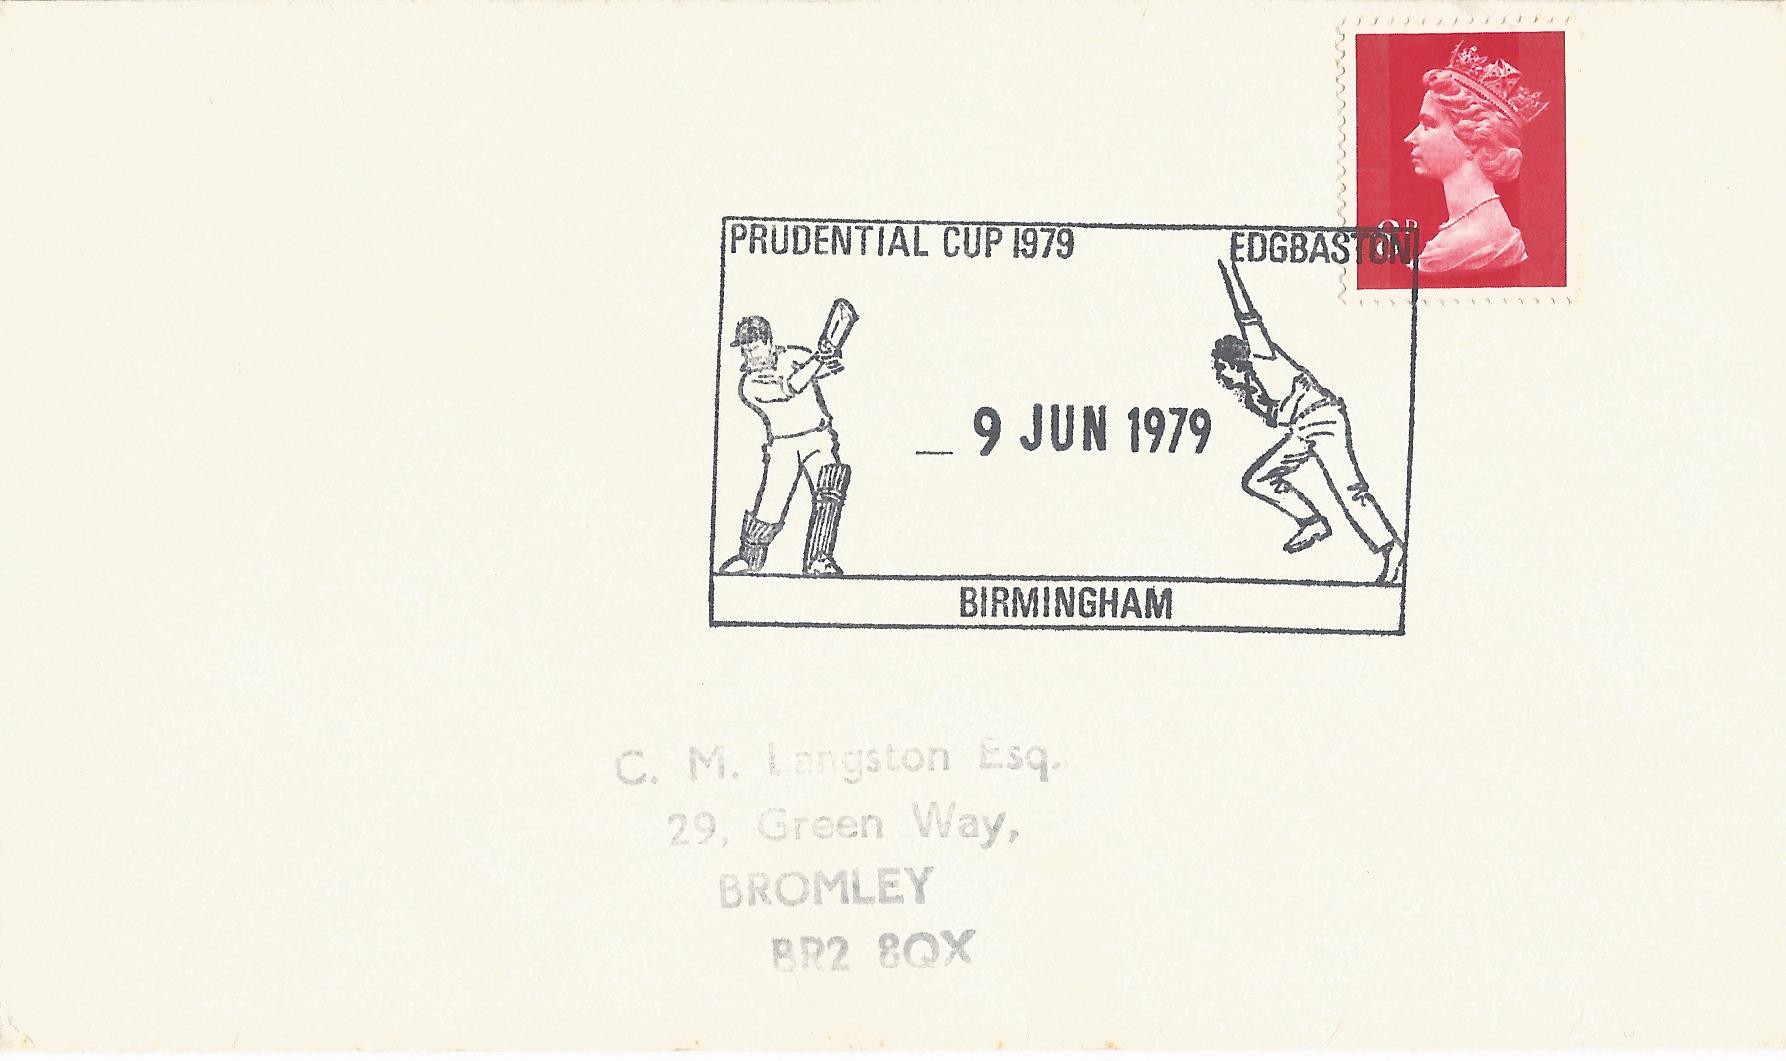 PRUDENTIAL CUP 1979 EDGBASTON
_ 9 JUN 1979
BIRMINGHAM
C. M. Langston Esq.
29, Green Way,
BROMLEY
BR2 8QX